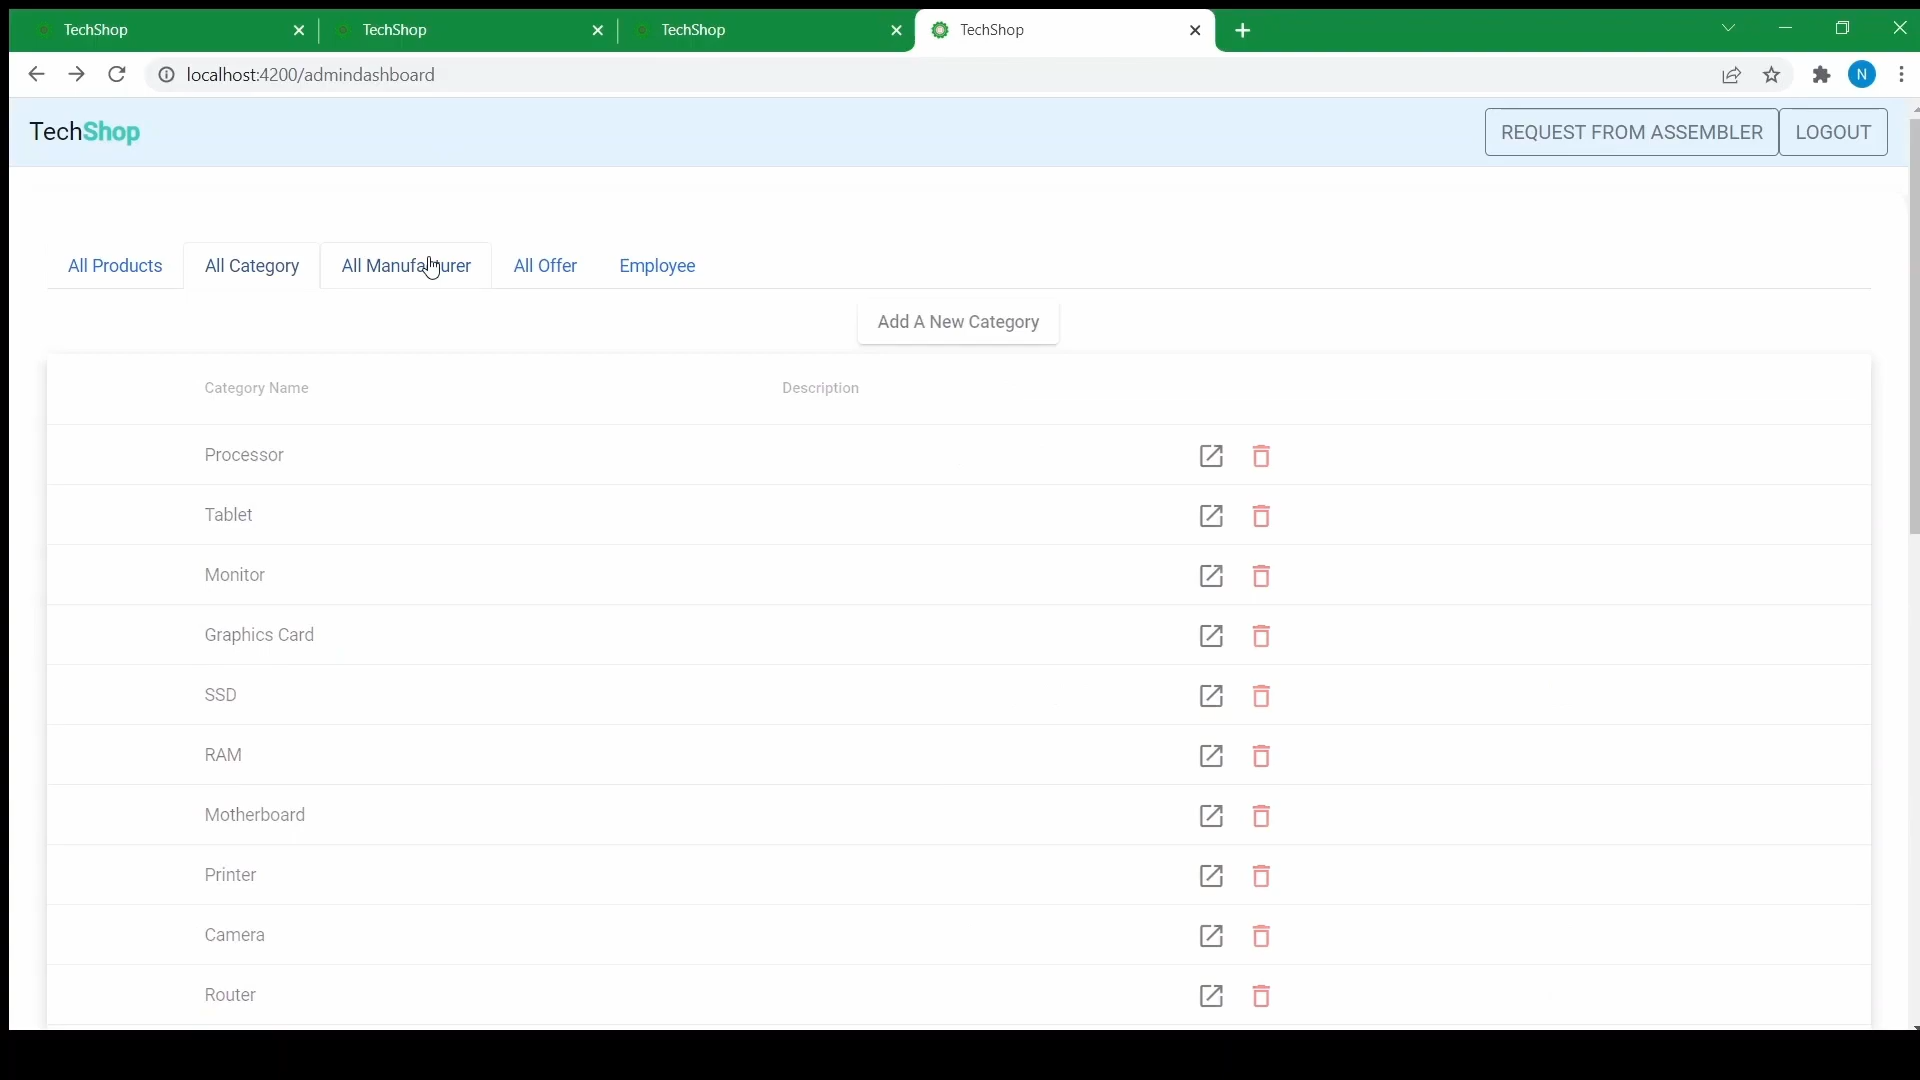 TechShop TechShop TechShop TechShop
localhost:4200/admindashboard N
TechShop REQUEST FROM ASSEMBLER LOGOUT
All Products All Category All Manufacturer All Offer Employee
Add A New Category
Category Name Description
Processor
Tablet
Monitor
Graphics Card
SSD
RAM
Motherboard
Printer
Camera
Router